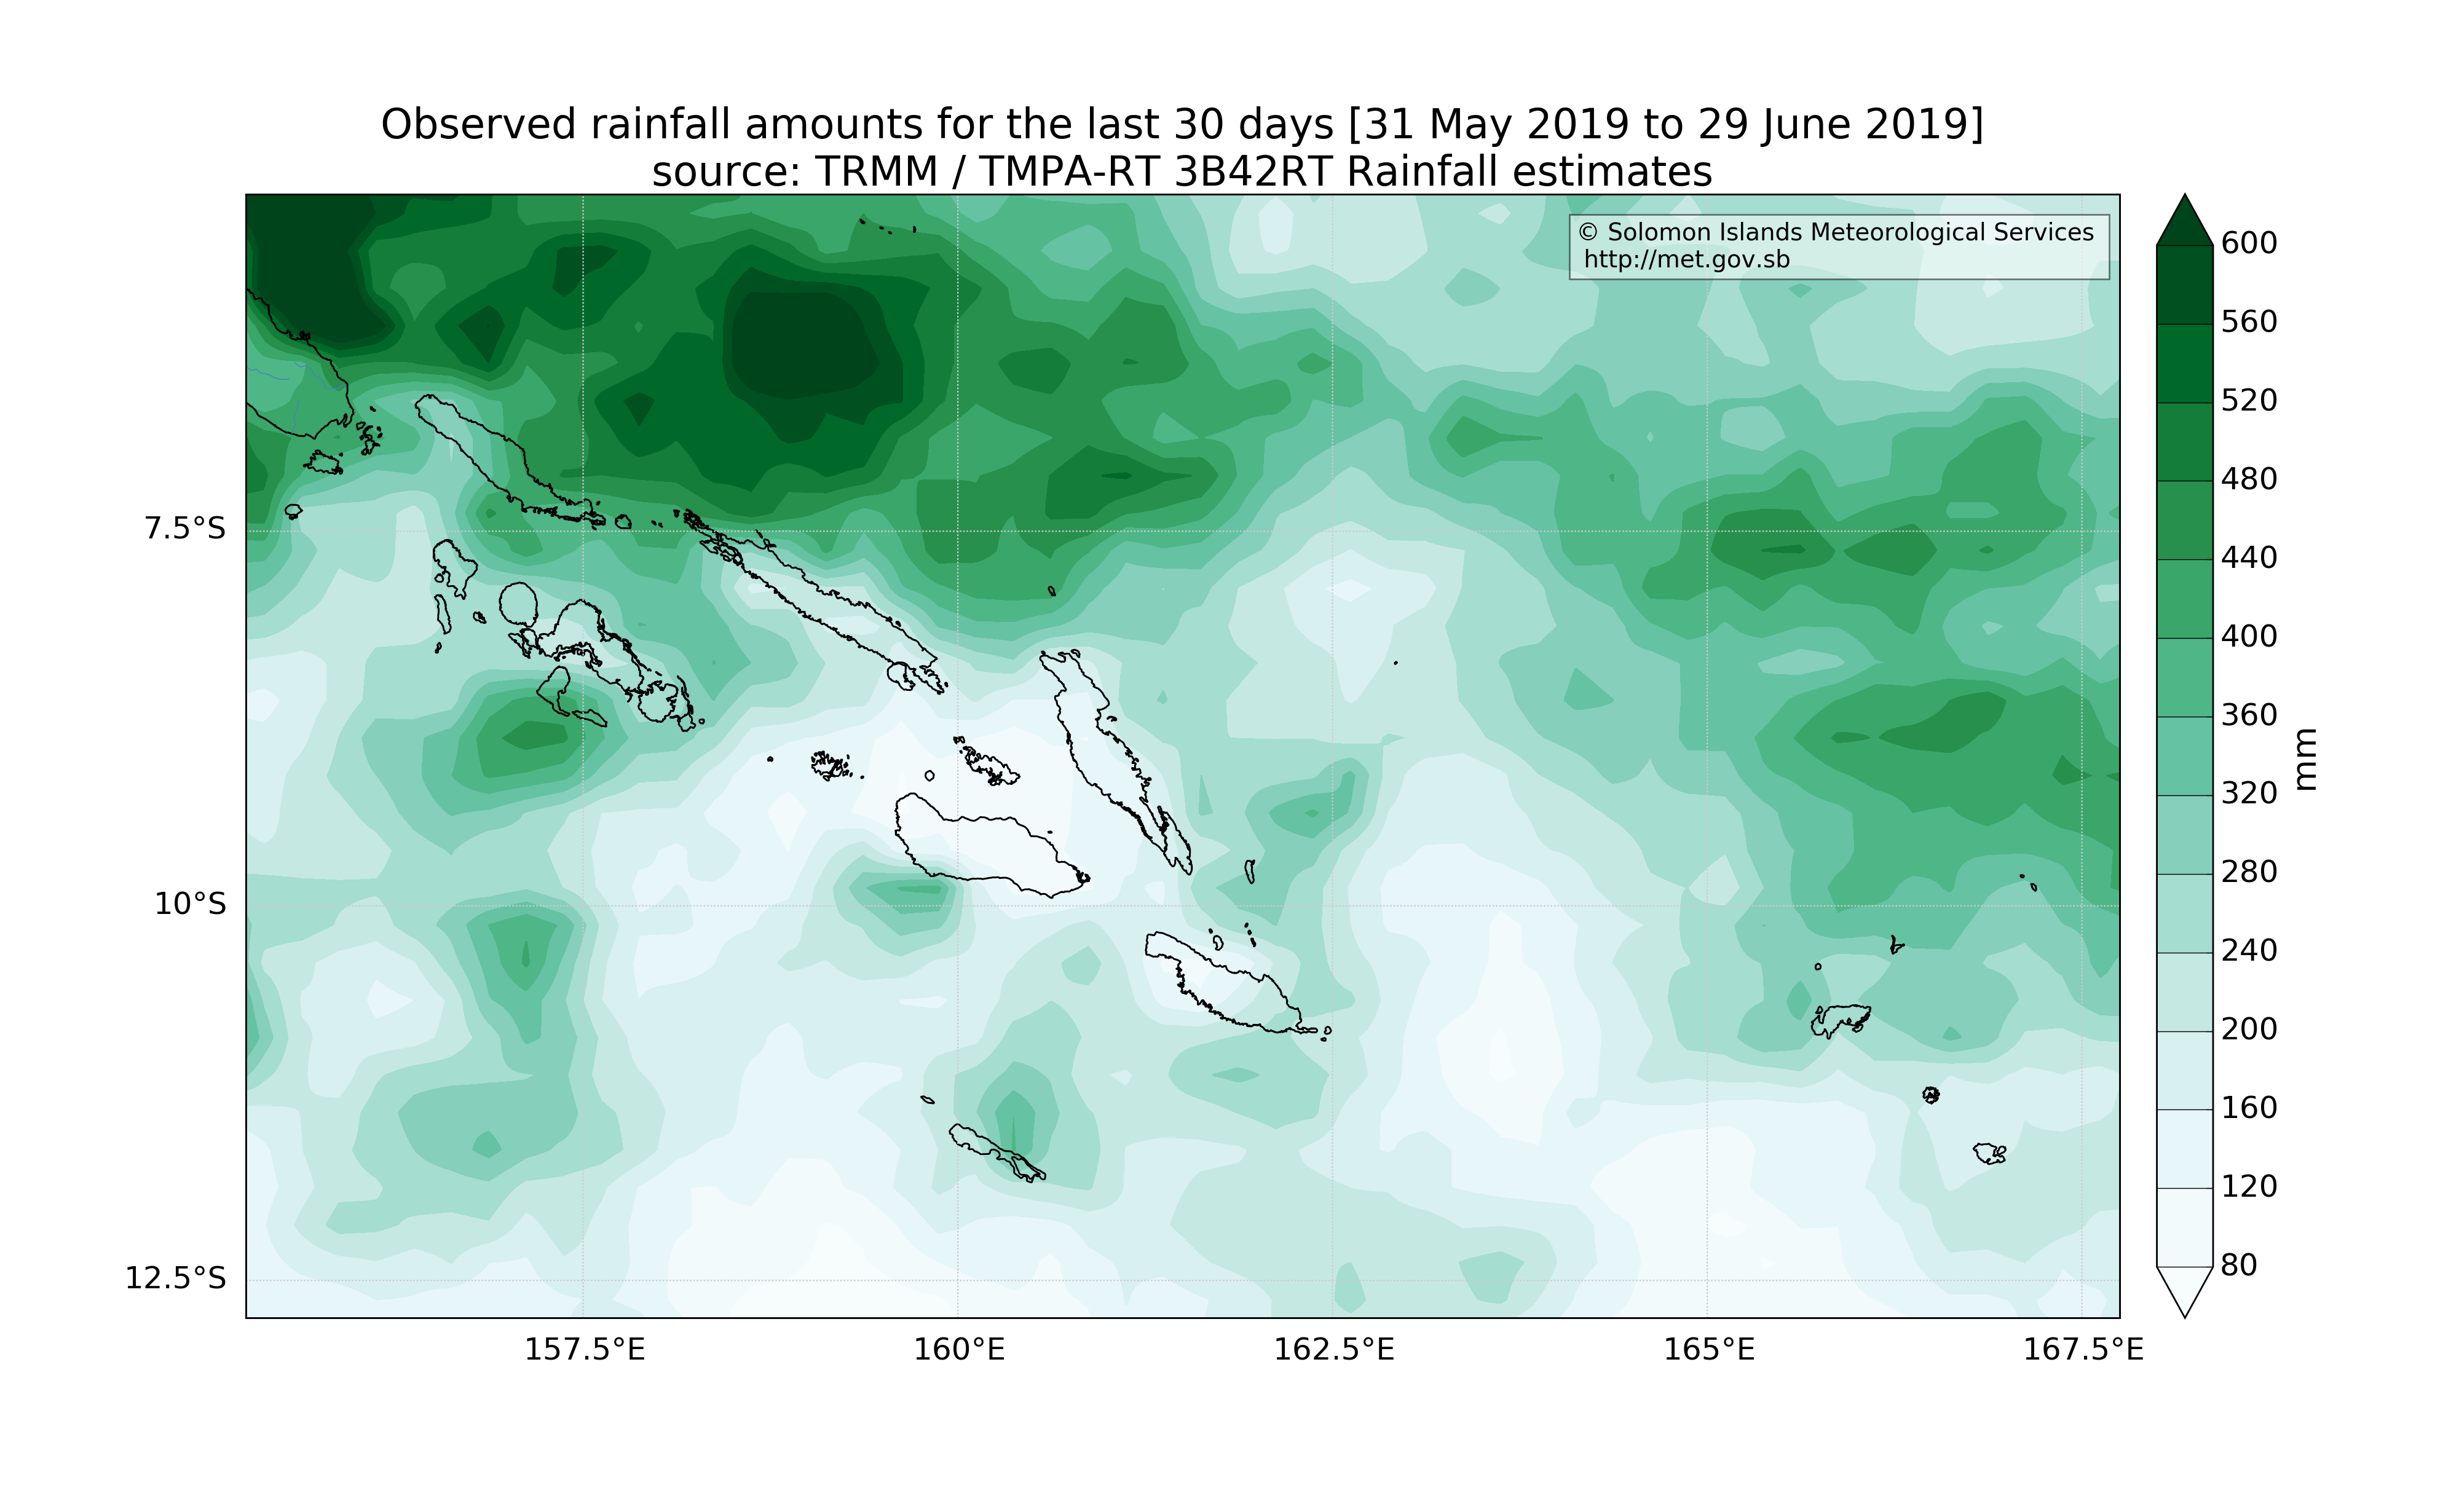 Observed rainfall amounts for the last 30 days [31 May 2019 to 29 June 2019]
source: TRMM / TMPA-RT 3B42RT Rainfall estimates
© Solomon Islands Meteorological Services
http://met.gov.sb
7.5°S
10°S
12.5°S
157.5°E
160°E
162.5°E
165°E
167.5°E
600
560
520
480
440
400
360
320
280
240
200
160
120
80
mm